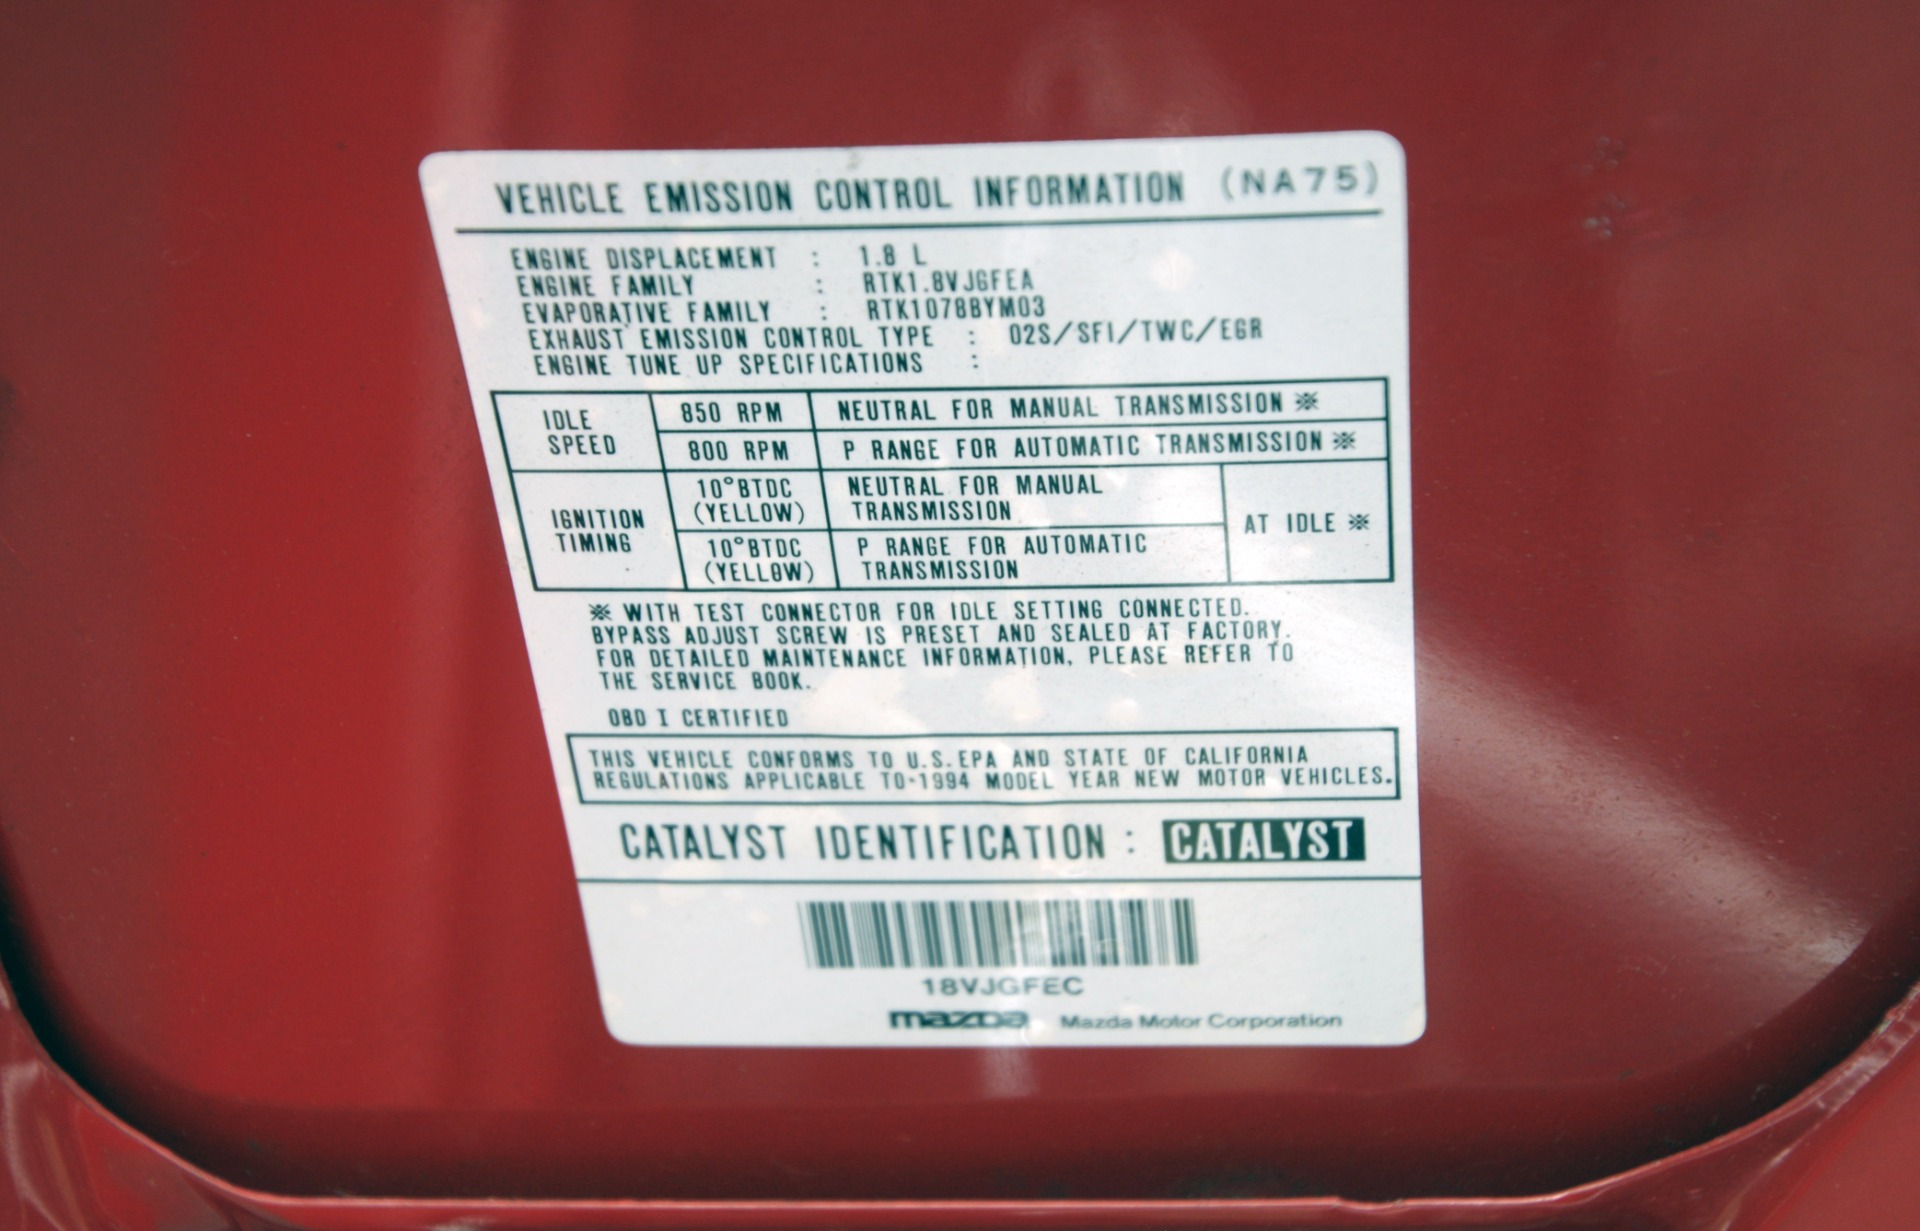 VEHICLE EMISSION CONTROL INFORMATION (NA75)
ENGINE DISPLACEMENT : 1.8 L
ENGINE FAMILY : RTK1.8VJGFEA
EVAPORATIVE FAMILY : RTK1078BYM03
EXHAUST EMISSION CONTROL TYPE : O2S/SFI/TWC/EGR
ENGINE TUNE UP SPECIFICATIONS :
IDLE SPEED
850 RPM NEUTRAL FOR MANUAL TRANSMISSION ※
800 RPM P RANGE FOR AUTOMATIC TRANSMISSION ※
IGNITION TIMING
10°BTDC (YELLOW) NEUTRAL FOR MANUAL TRANSMISSION
10°BTDC (YELLOW) P RANGE FOR AUTOMATIC TRANSMISSION
AT IDLE ※
※ WITH TEST CONNECTOR FOR IDLE SETTING CONNECTED.
BYPASS ADJUST SCREW IS PRESET AND SEALED AT FACTORY.
FOR DETAILED MAINTENANCE INFORMATION, PLEASE REFER TO
THE SERVICE BOOK.
OBD I CERTIFIED
THIS VEHICLE CONFORMS TO U.S.EPA AND STATE OF CALIFORNIA
REGULATIONS APPLICABLE TO 1994 MODEL YEAR NEW MOTOR VEHICLES.
CATALYST IDENTIFICATION : CATALYST
18VJGFEC
mazda Mazda Motor Corporation